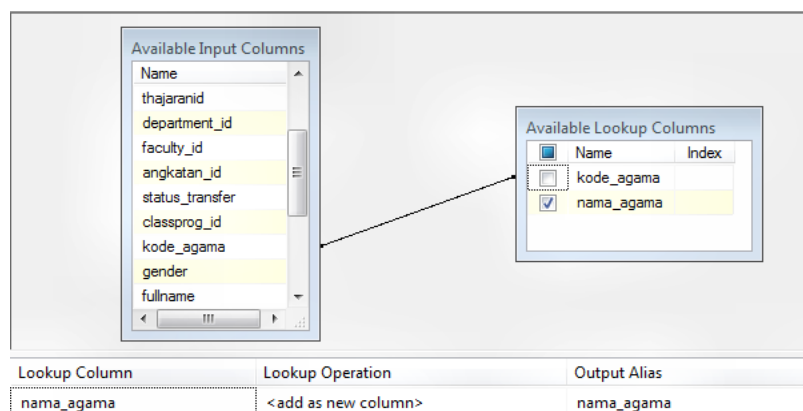 Available Input Columns
Name
thajaranid
department_id
faculty_id
angkatan_id
status_transfer
classprog_id
kode_agama
gender
fullname
Available Lookup Columns
Name Index
kode_agama
nama_agama
Lookup Column Lookup Operation Output Alias
nama_agama <add as new column> nama_agama